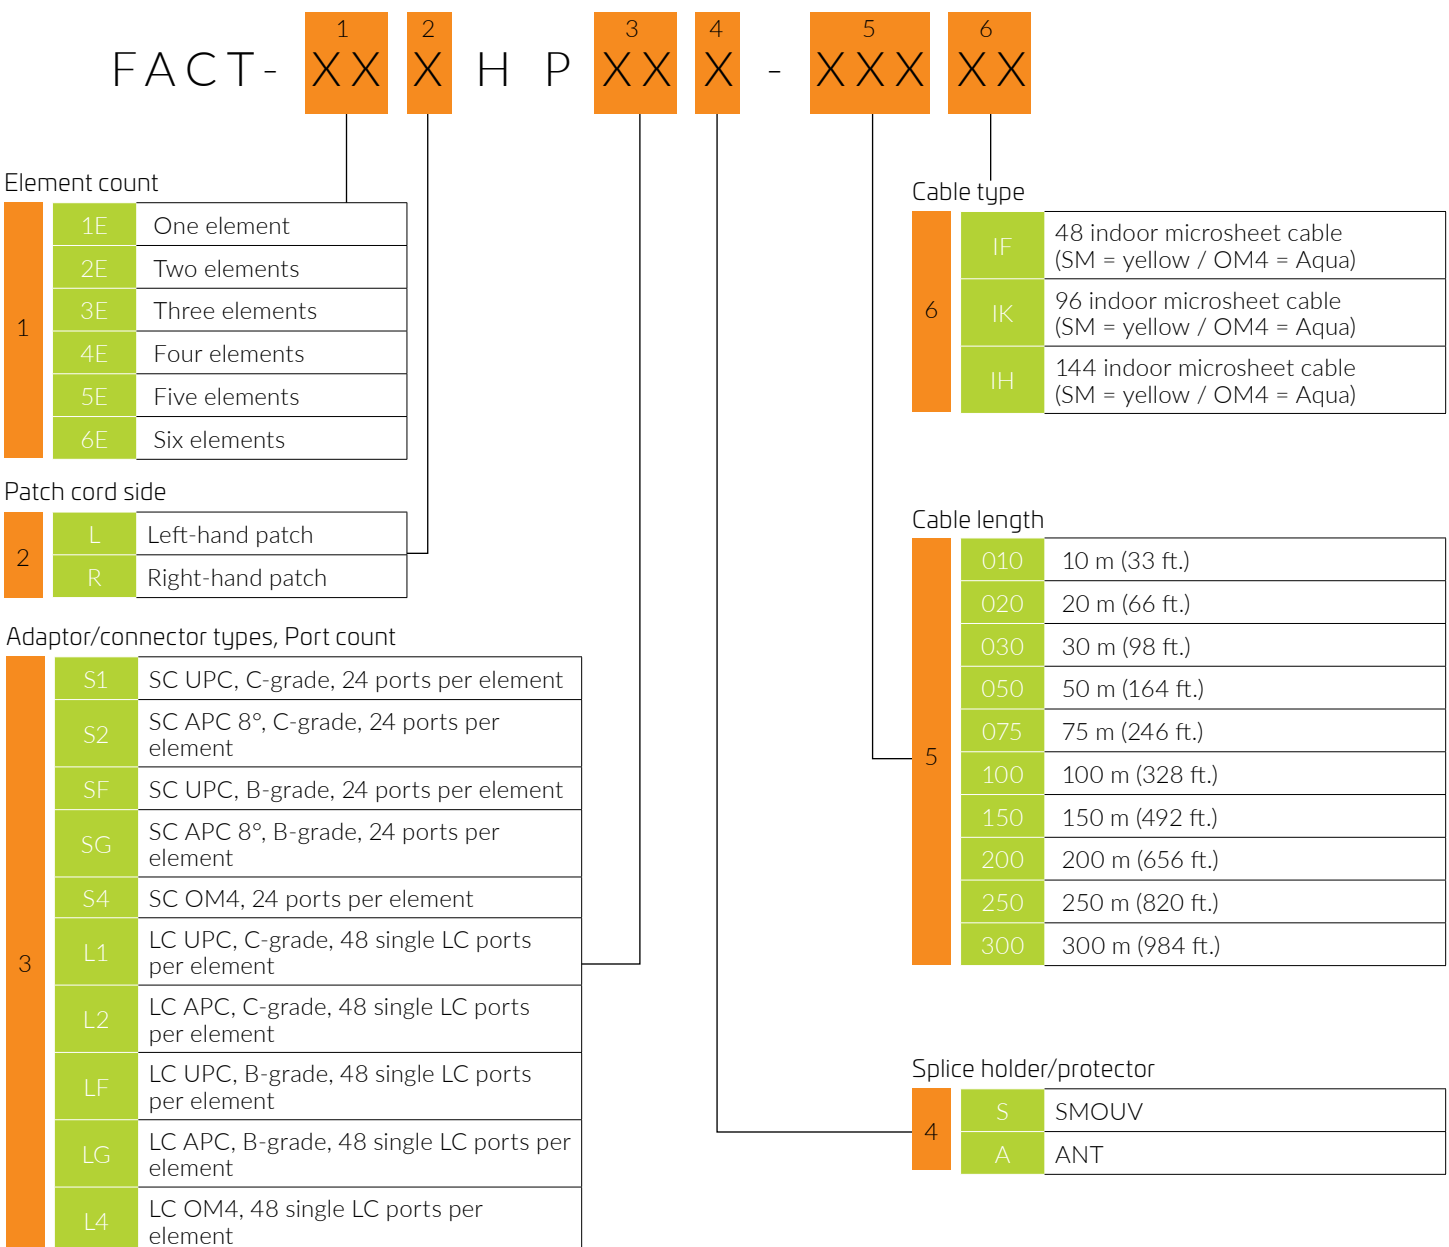 1 2 3 4 5 6
FACT- XX X H P XX X - XXX XX
Element count
1
1E One element
2E Two elements
3E Three elements
4E Four elements
5E Five elements
6E Six elements
Patch cord side
2
L Left-hand patch
R Right-hand patch
Adaptor/connector types, Port count
3
S1 SC UPC, C-grade, 24 ports per element
S2 SC APC 8°, C-grade, 24 ports per
element
SF SC UPC, B-grade, 24 ports per element
SG SC APC 8°, B-grade, 24 ports per
element
S4 SC OM4, 24 ports per element
L1 LC UPC, C-grade, 48 single LC ports
per element
L2 LC APC, C-grade, 48 single LC ports
per element
LF LC UPC, B-grade, 48 single LC ports
per element
LG LC APC, B-grade, 48 single LC ports per
element
L4 LC OM4, 48 single LC ports per
element
Cable type
6
IF 48 indoor microsheet cable
(SM = yellow / OM4 = Aqua)
IK 96 indoor microsheet cable
(SM = yellow / OM4 = Aqua)
IH 144 indoor microsheet cable
(SM = yellow / OM4 = Aqua)
Cable length
5
010 10 m (33 ft.)
020 20 m (66 ft.)
030 30 m (98 ft.)
050 50 m (164 ft.)
075 75 m (246 ft.)
100 100 m (328 ft.)
150 150 m (492 ft.)
200 200 m (656 ft.)
250 250 m (820 ft.)
300 300 m (984 ft.)
Splice holder/protector
4
S SMOUV
A ANT